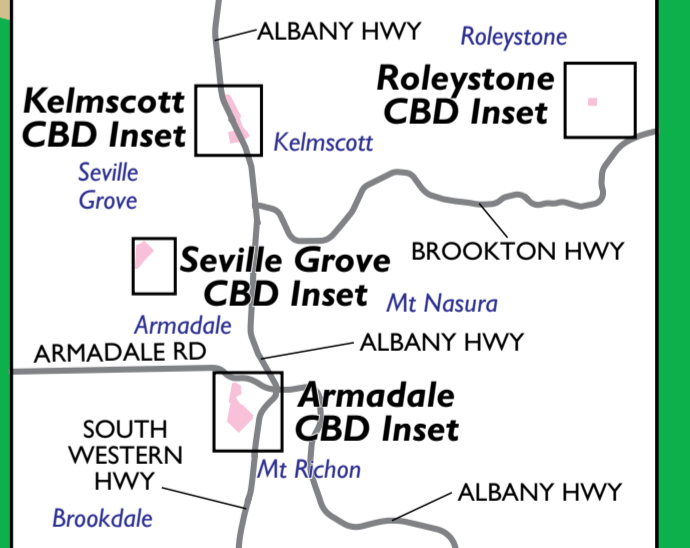 ALBANY HWY
Roleystone
Roleystone
CBD Inset
Kelmscott
CBD Inset
Kelmscott
Seville
Grove
BROOKTON HWY
Seville Grove
CBD Inset
Mt Nasura
Armadale
ARMADALE RD
ALBANY HWY
Armadale
CBD Inset
SOUTH
WESTERN
HWY
Mt Richon
ALBANY HWY
Brookdale